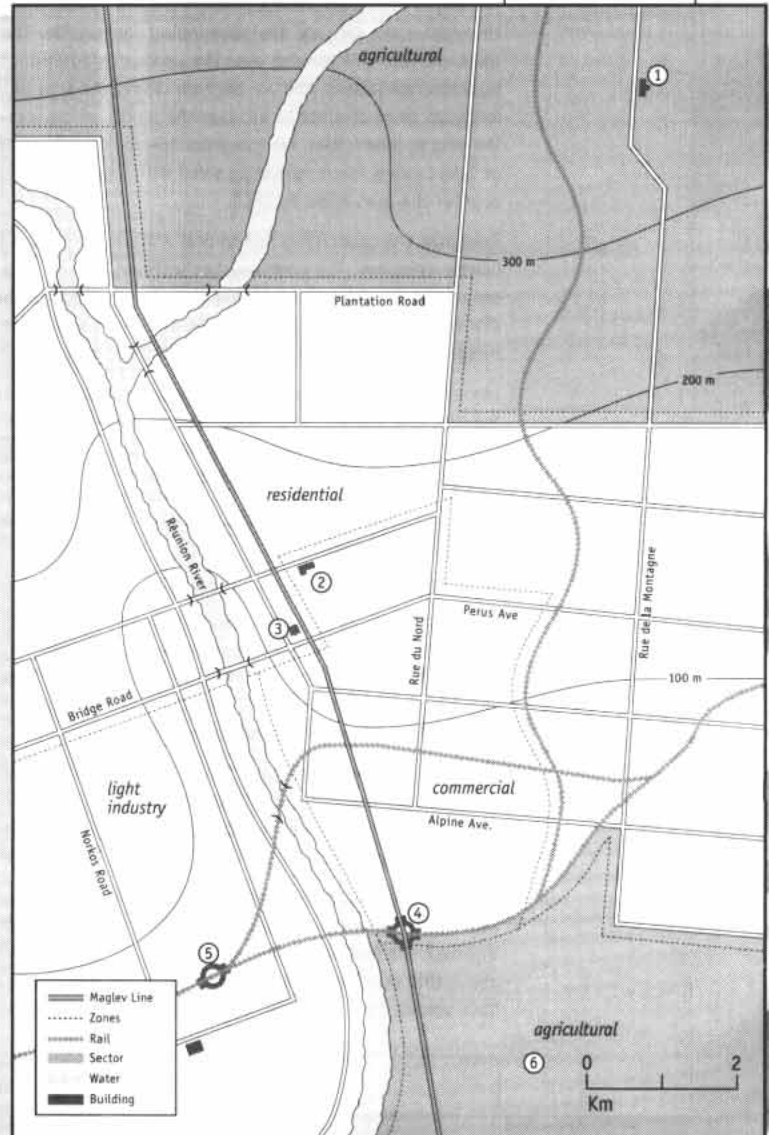 agricultural
①
300 m
Plantation Road
200 m
residential
Réunion River
②
Rue de la Montagne
③
Perus Ave
Rue du Nord
100 m
Bridge Road
light
industry
commercial
Alpine Ave.
Norkos Road
④
⑤
Maglev Line
Zones
Rail
Sector
Water
Building
agricultural
⑥
0
2
Km